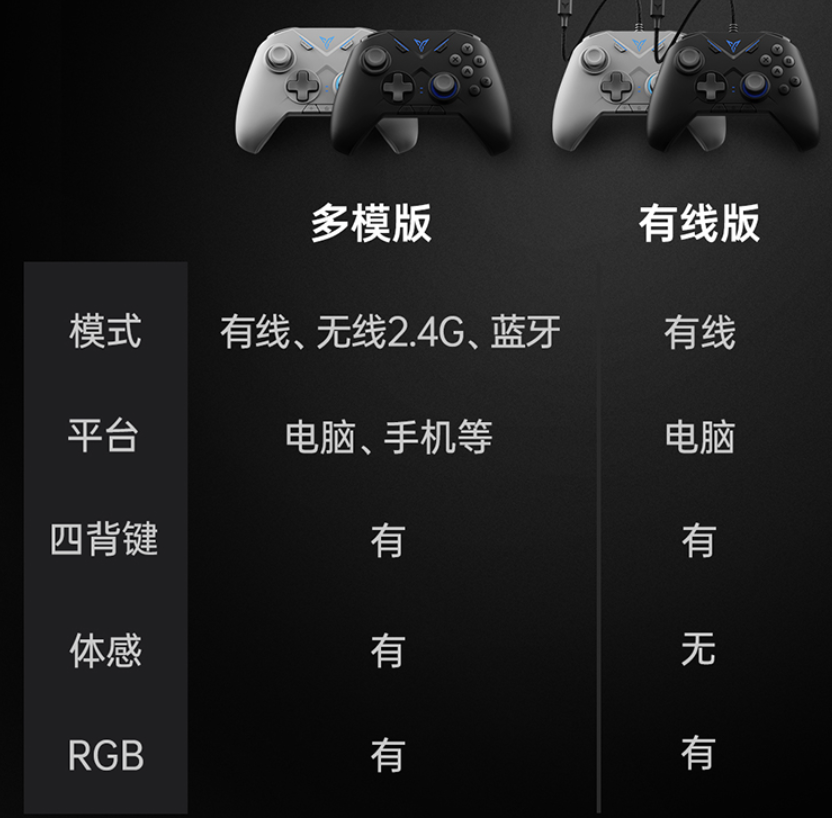 多模版 有线版
模式 有线、无线2.4G、蓝牙 有线
平台 电脑、手机等 电脑
四背键 有 有
体感 有 无
RGB 有 有